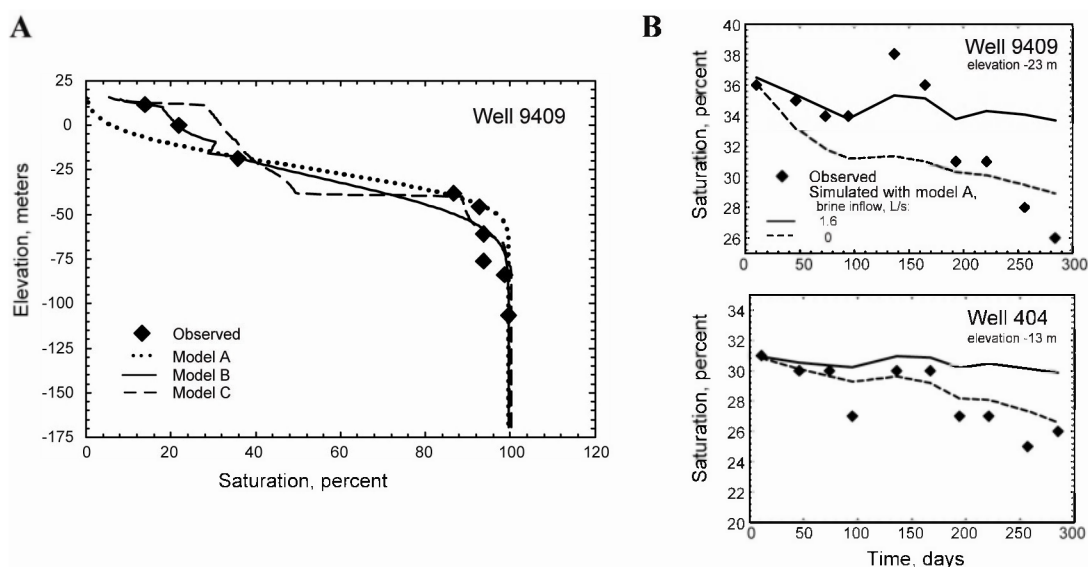 A
25
0
-25
-50
-75
-100
-125
-150
-175
Elevation, meters
Well 9409
Observed
Model A
Model B
Model C
0
20
40
60
80
100
120
Saturation, percent
B
40
38
36
34
32
30
28
26
Saturation, percent
Well 9409
elevation -23 m
Observed
Simulated with model A,
brine inflow, L/s:
1.6
0
0
50
100
150
200
250
300
34
32
30
28
26
24
22
20
Saturation, percent
Well 404
elevation -13 m
0
50
100
150
200
250
300
Time, days